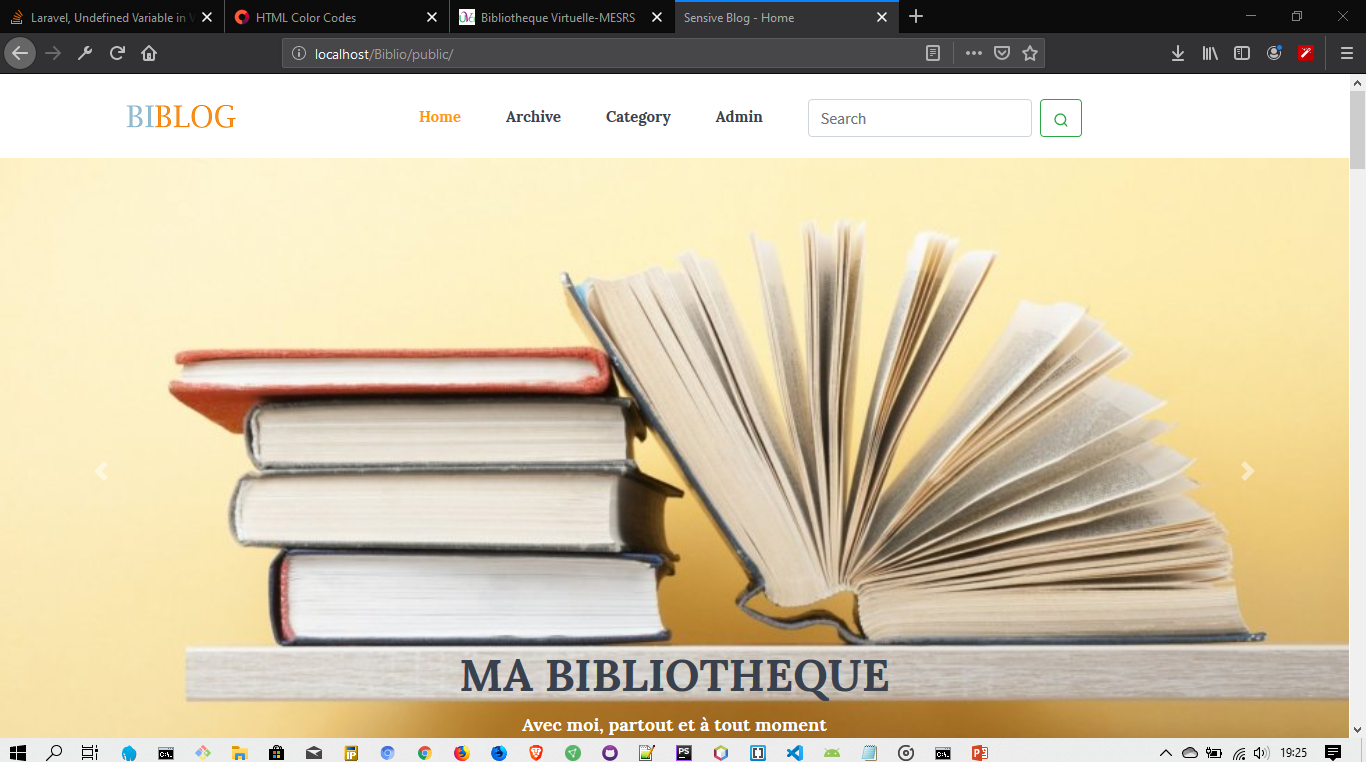 Laravel, Undefined Variable in V
HTML Color Codes
Bibliotheque Virtuelle-MESRS
Sensive Blog - Home
localhost/Biblio/public/
BIBLOG
Home
Archive
Category
Admin
Search
MA BIBLIOTHEQUE
Avec moi, partout et à tout moment
19:25